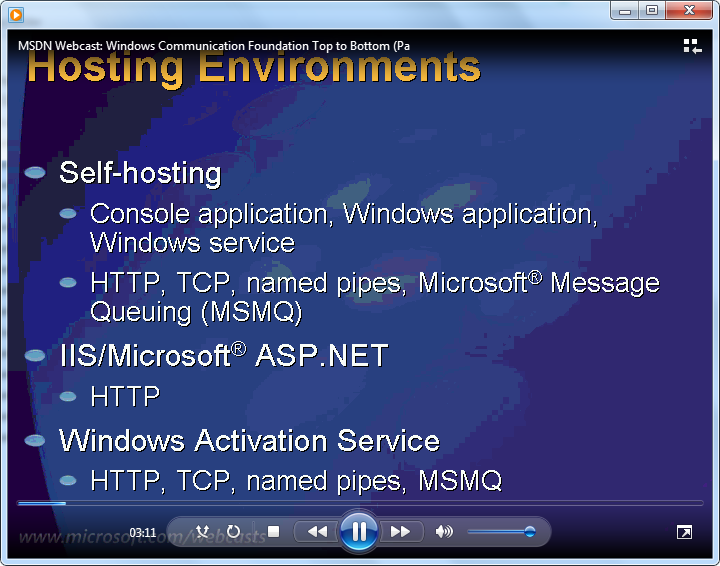 MSDN Webcast: Windows Communication Foundation Top to Bottom (Pa
Hosting Environments
Self-hosting
Console application, Windows application,
Windows service
HTTP, TCP, named pipes, Microsoft® Message
Queuing (MSMQ)
IIS/Microsoft® ASP.NET
HTTP
Windows Activation Service
HTTP, TCP, named pipes, MSMQ
www.microsoft.com/webcasts
03:11